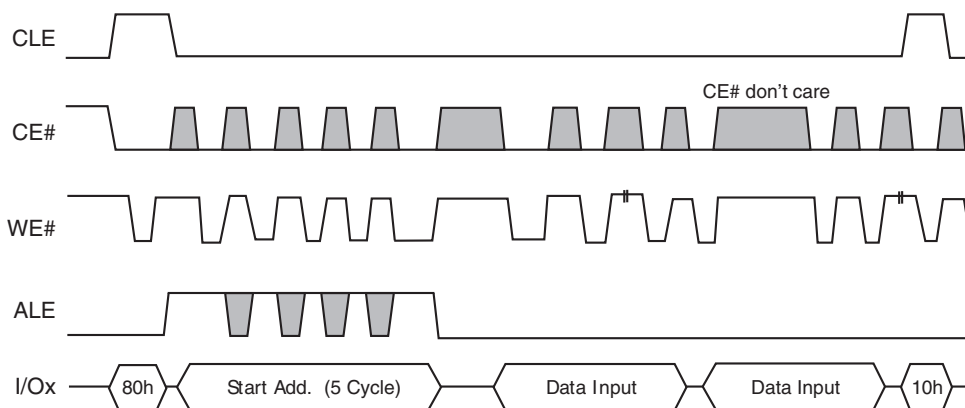 CLE
CE# don't care
CE#
WE#
ALE
I/Ox 80h Start Add. (5 Cycle) Data Input Data Input 10h